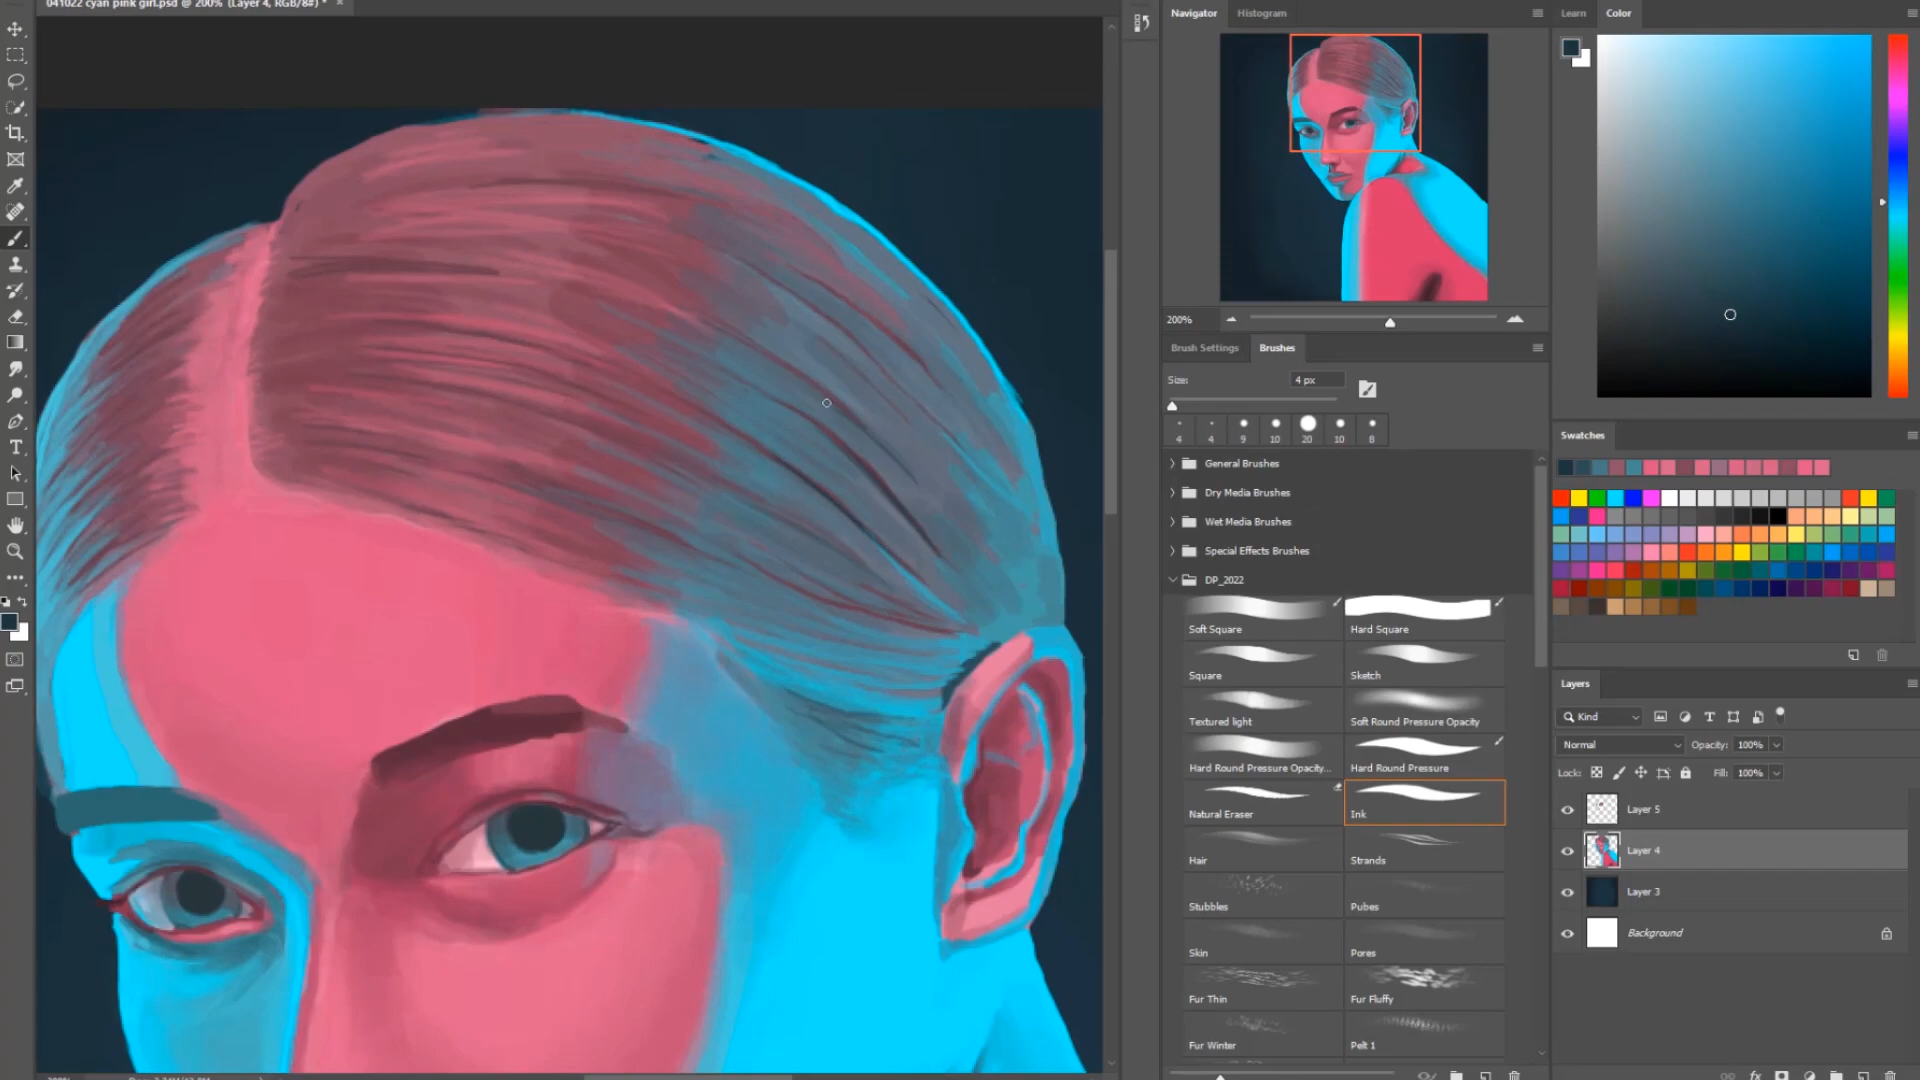 041022 cyan pink girl.psd @ 200% (Layer 4, RGB/8#) *
Navigator
Histogram
Learn
Color
200%
Brush Settings
Brushes
Size:
4 px
4
4
9
10
20
10
8
General Brushes
Dry Media Brushes
Wet Media Brushes
Special Effects Brushes
DP_2022
Soft Square
Hard Square
Square
Sketch
Textured light
Soft Round Pressure Opacity
Hard Round Pressure Opacity...
Hard Round Pressure
Natural Eraser
Ink
Hair
Strands
Stubbles
Pubes
Skin
Pores
Fur Thin
Fur Fluffy
Fur Winter
Pelt 1
Swatches
Layers
Kind
Normal
Opacity: 100%
Lock:
Fill: 100%
Layer 5
Layer 4
Layer 3
Background